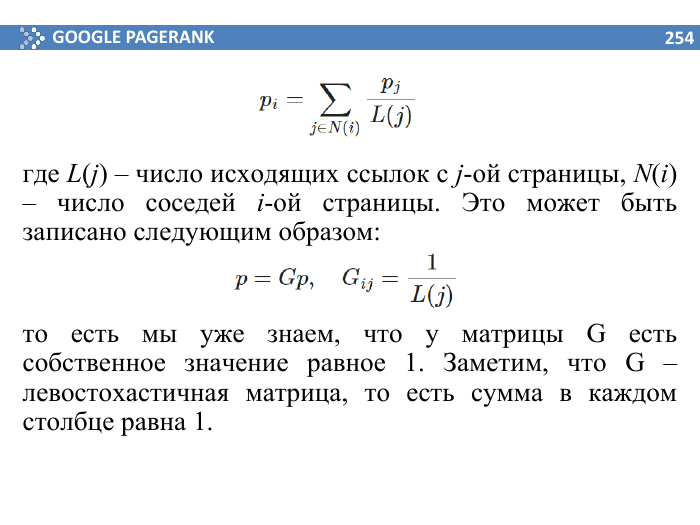 GOOGLE PAGERANK 254
p_i = \sum_{j \in N(i)} \frac{p_j}{L(j)}
где L(j) – число исходящих ссылок с j-ой страницы, N(i)
– число соседей i-ой страницы. Это может быть
записано следующим образом:
p = Gp, G_{ij} = \frac{1}{L(j)}
то есть мы уже знаем, что у матрицы G есть
собственное значение равное 1. Заметим, что G –
левостохастичная матрица, то есть сумма в каждом
столбце равна 1.